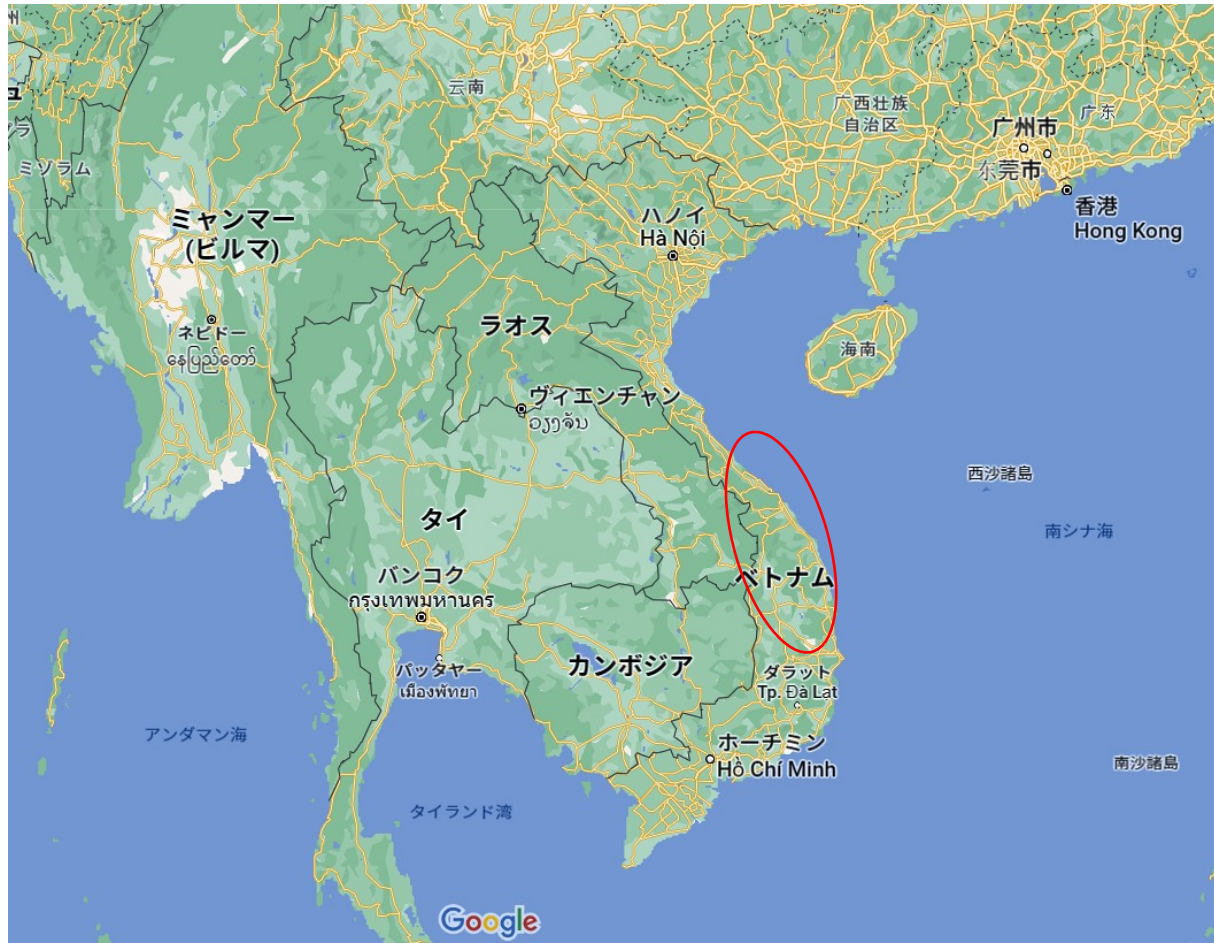 州
云南
广西壮族
自治区
广东
广州市
东莞市
香港
Hong Kong
ュ
ラ
ミゾラム
ミャンマー
(ビルマ)
ハノイ
Hà Nội
ネピドー
နေပြည်တော်
ラオス
海南
ヴィエンチャン
ວຽງຈັນ
西沙諸島
南シナ海
タイ
バンコク
กรุงเทพมหานคร
ベトナム
カンボジア
パッタヤー
เมืองพัทยา
ダラット
Tp. Đà Lạt
アンダマン海
ホーチミン
Hồ Chí Minh
南沙諸島
タイランド湾
Google